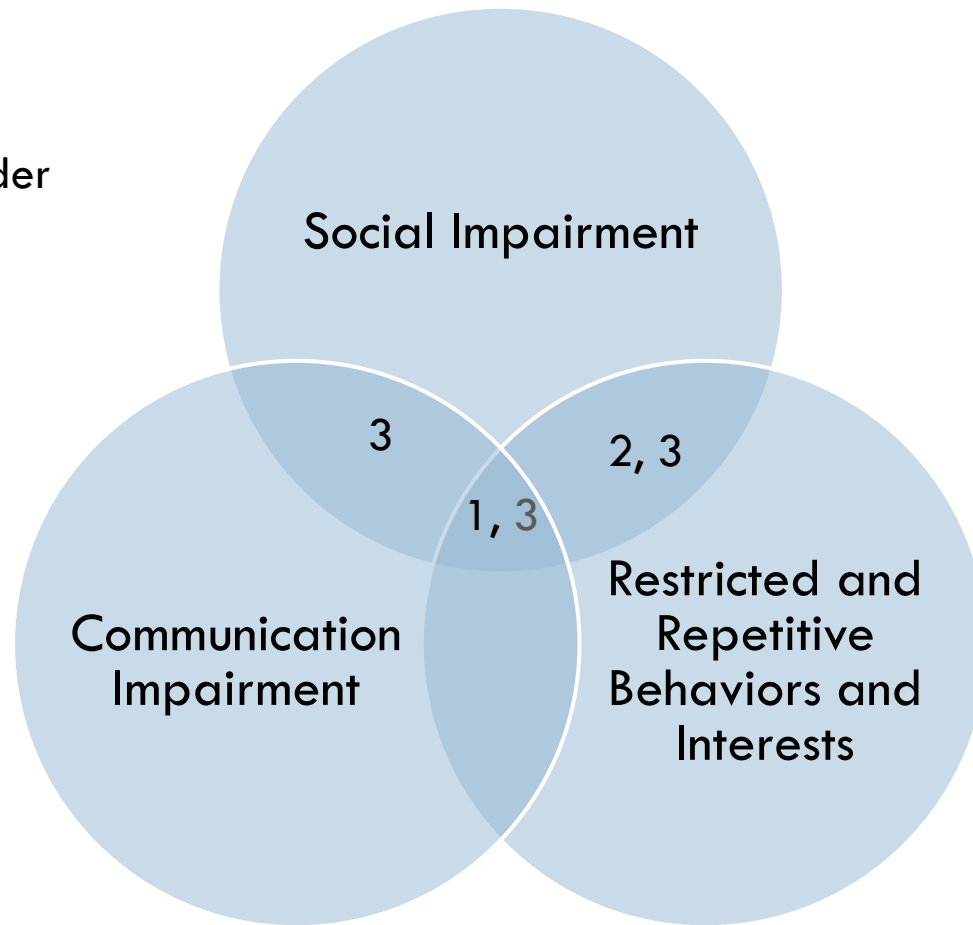 der
Social Impairment
3
2, 3
1, 3
Communication
Impairment
Restricted and
Repetitive
Behaviors and
Interests